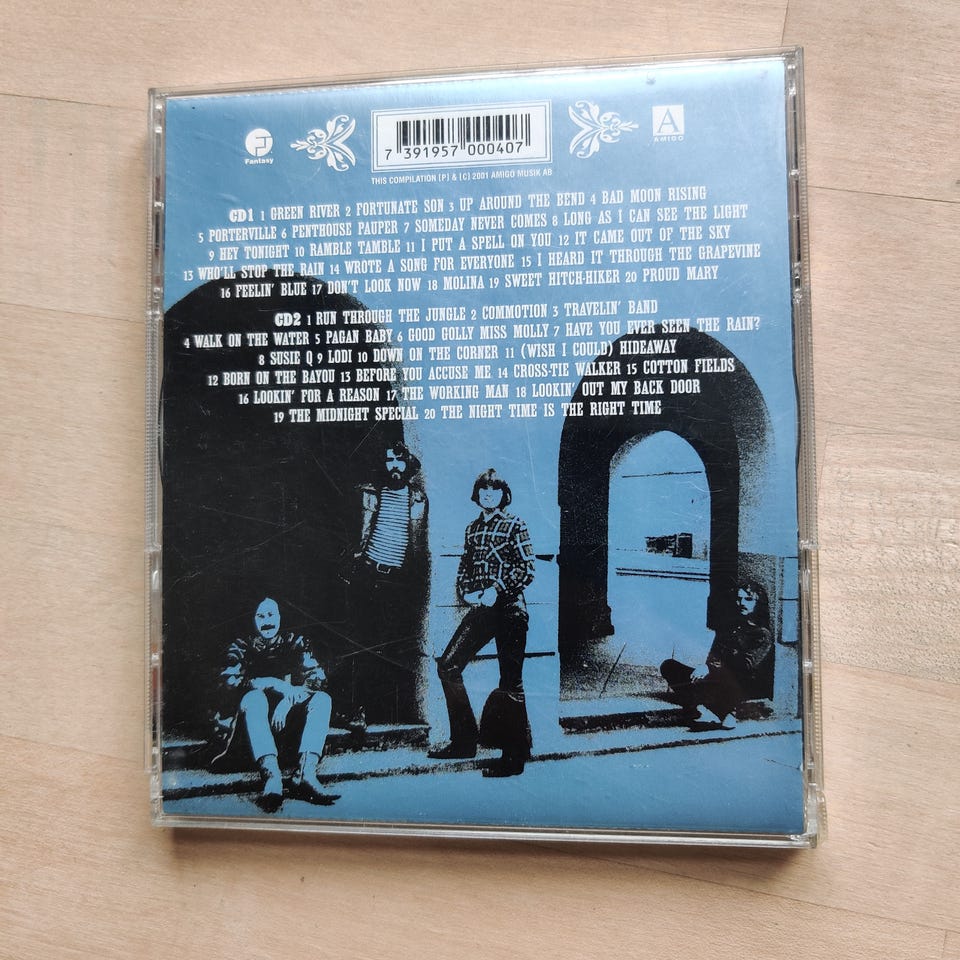 Fantasy
7 391957 000407
A
AMIGO
THIS COMPILATION (P) & (C) 2001 AMIGO MUSIK AB
CD1 1 GREEN RIVER 2 FORTUNATE SON 3 UP AROUND THE BEND 4 BAD MOON RISING
5 PORTERVILLE 6 PENTHOUSE PAUPER 7 SOMEDAY NEVER COMES 8 LONG AS I CAN SEE THE LIGHT
9 HEY TONIGHT 10 RAMBLE TAMBLE 11 I PUT A SPELL ON YOU 12 IT CAME OUT OF THE SKY
13 WHO'LL STOP THE RAIN 14 WROTE A SONG FOR EVERYONE 15 I HEARD IT THROUGH THE GRAPEVINE
16 FEELIN' BLUE 17 DON'T LOOK NOW 18 MOLINA 19 SWEET HITCH-HIKER 20 PROUD MARY
CD2 1 RUN THROUGH THE JUNGLE 2 COMMOTION 3 TRAVELIN' BAND
4 WALK ON THE WATER 5 PAGAN BABY 6 GOOD GOLLY MISS MOLLY 7 HAVE YOU EVER SEEN THE RAIN?
8 SUSIE Q 9 LODI 10 DOWN ON THE CORNER 11 (WISH I COULD) HIDEAWAY
12 BORN ON THE BAYOU 13 BEFORE YOU ACCUSE ME 14 CROSS-TIE WALKER 15 COTTON FIELDS
16 LOOKIN' FOR A REASON 17 THE WORKING MAN 18 LOOKIN' OUT MY BACK DOOR
19 THE MIDNIGHT SPECIAL 20 THE NIGHT TIME IS THE RIGHT TIME